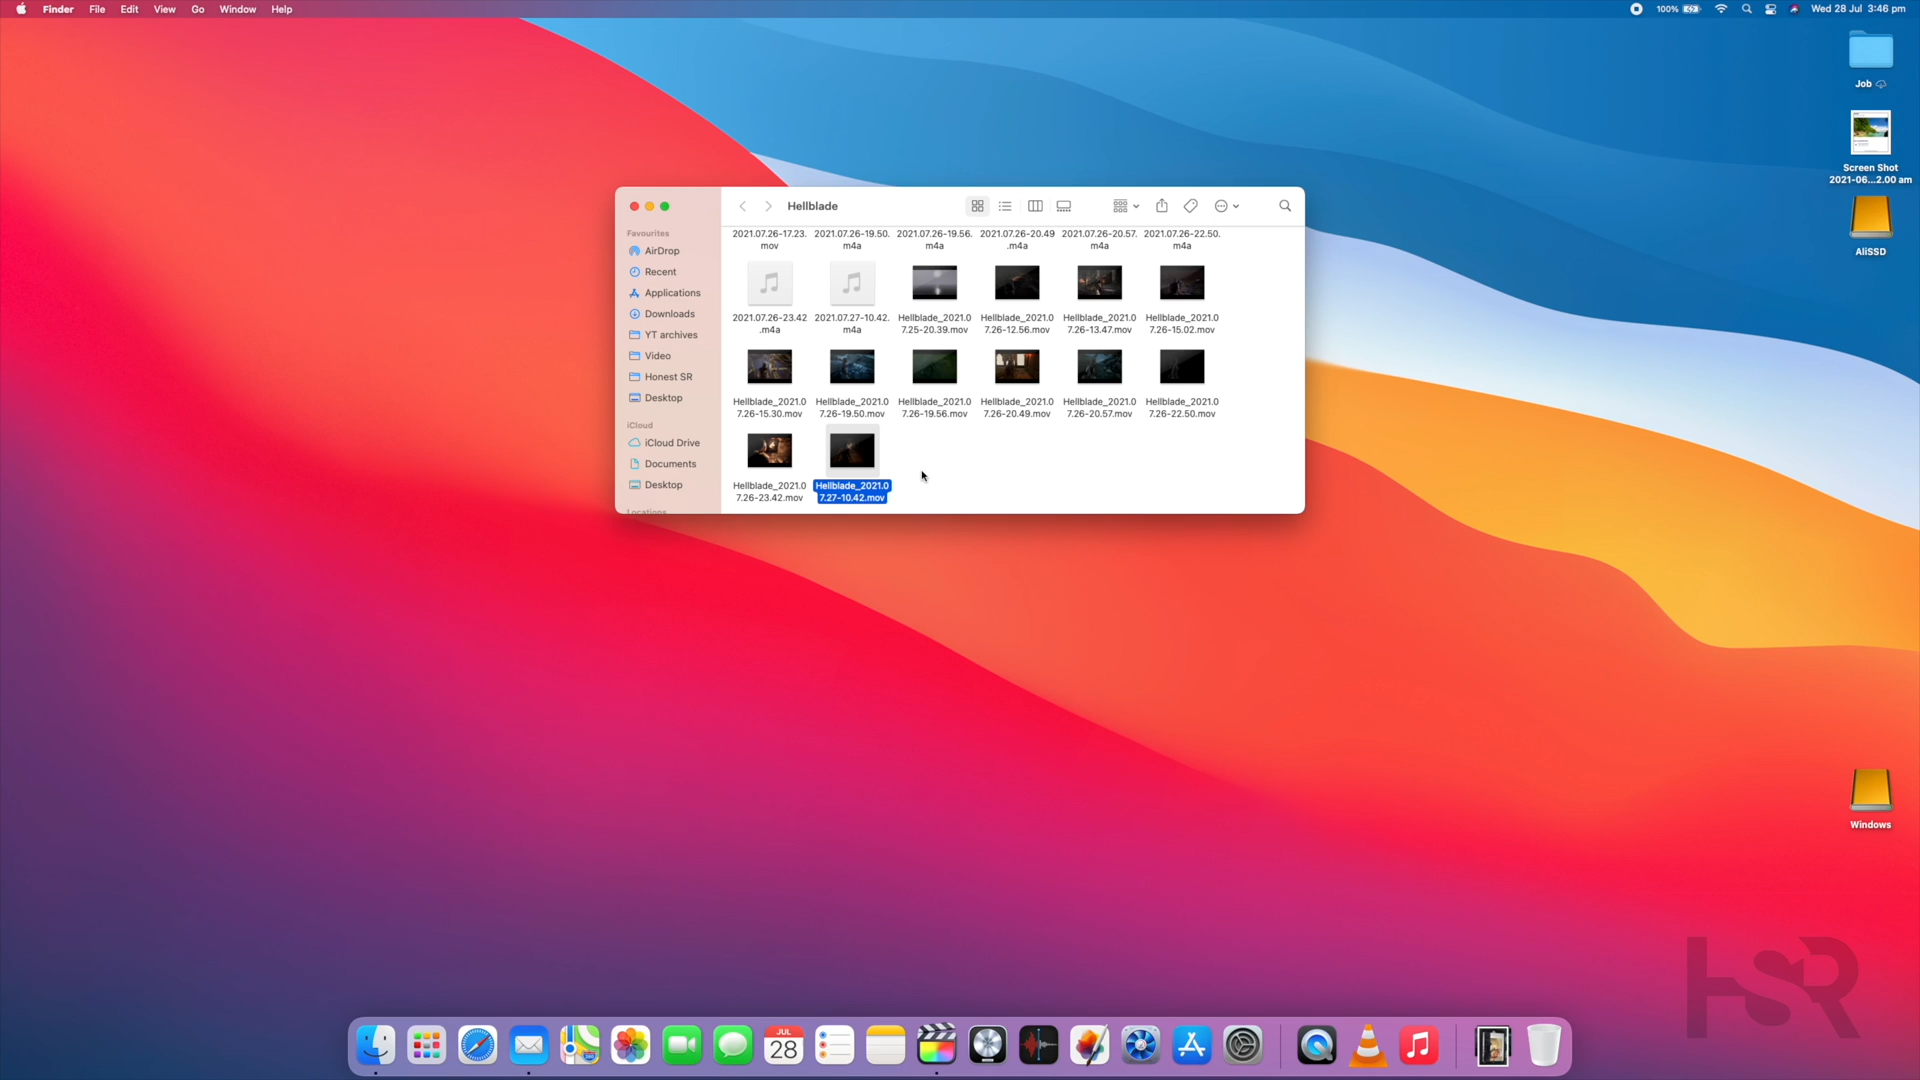 Finder File Edit View Go Window Help
100% Wed 28 Jul 3:46 pm
Job
Screen Shot
2021-06...2.00 am
AliSSD
Windows
Hellblade
Favourites
AirDrop
Recent
Applications
Downloads
YT archives
Video
Honest SR
Desktop
iCloud
iCloud Drive
Documents
Desktop
Locations
2021.07.26-17.23. 2021.07.26-19.50. 2021.07.26-19.56. 2021.07.26-20.49 2021.07.26-20.57. 2021.07.26-22.50.
mov m4a m4a .m4a m4a m4a
2021.07.26-23.42 2021.07.27-10.42. Hellblade_2021.0 Hellblade_2021.0 Hellblade_2021.0 Hellblade_2021.0
.m4a m4a 7.25-20.39.mov 7.26-12.56.mov 7.26-13.47.mov 7.26-15.02.mov
Hellblade_2021.0 Hellblade_2021.0 Hellblade_2021.0 Hellblade_2021.0 Hellblade_2021.0 Hellblade_2021.0
7.26-15.30.mov 7.26-19.50.mov 7.26-19.56.mov 7.26-20.49.mov 7.26-20.57.mov 7.26-22.50.mov
Hellblade_2021.0 Hellblade_2021.0
7.26-23.42.mov 7.27-10.42.mov
HSR
JUL
28